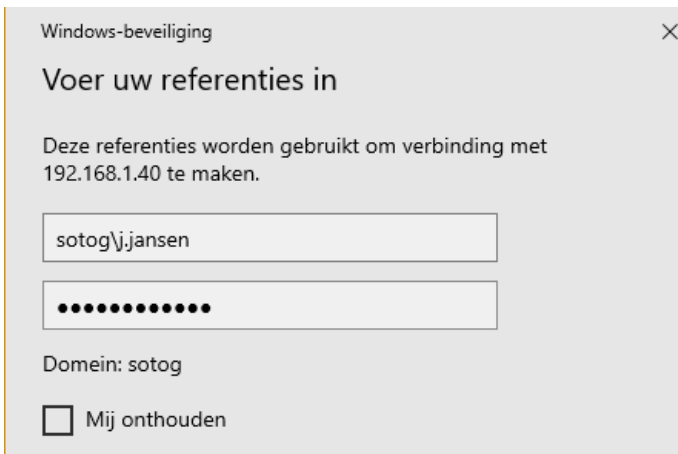 Windows-beveiliging
Voer uw referenties in
Deze referenties worden gebruikt om verbinding met
192.168.1.40 te maken.
sotog\j.jansen
●●●●●●●●●●●●
Domein: sotog
Mij onthouden